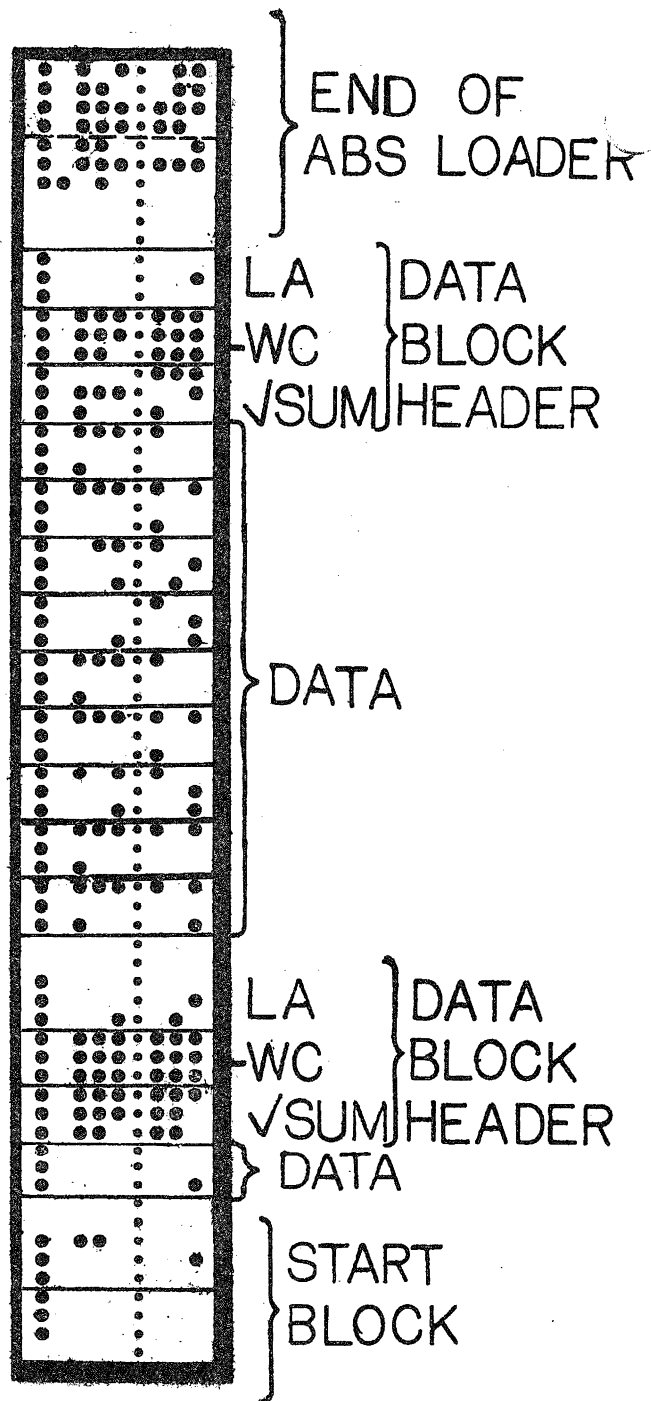 END OF
ABS LOADER
LA
DATA
WC
BLOCK
√SUM
HEADER
DATA
LA
DATA
WC
BLOCK
√SUM
HEADER
DATA
START
BLOCK